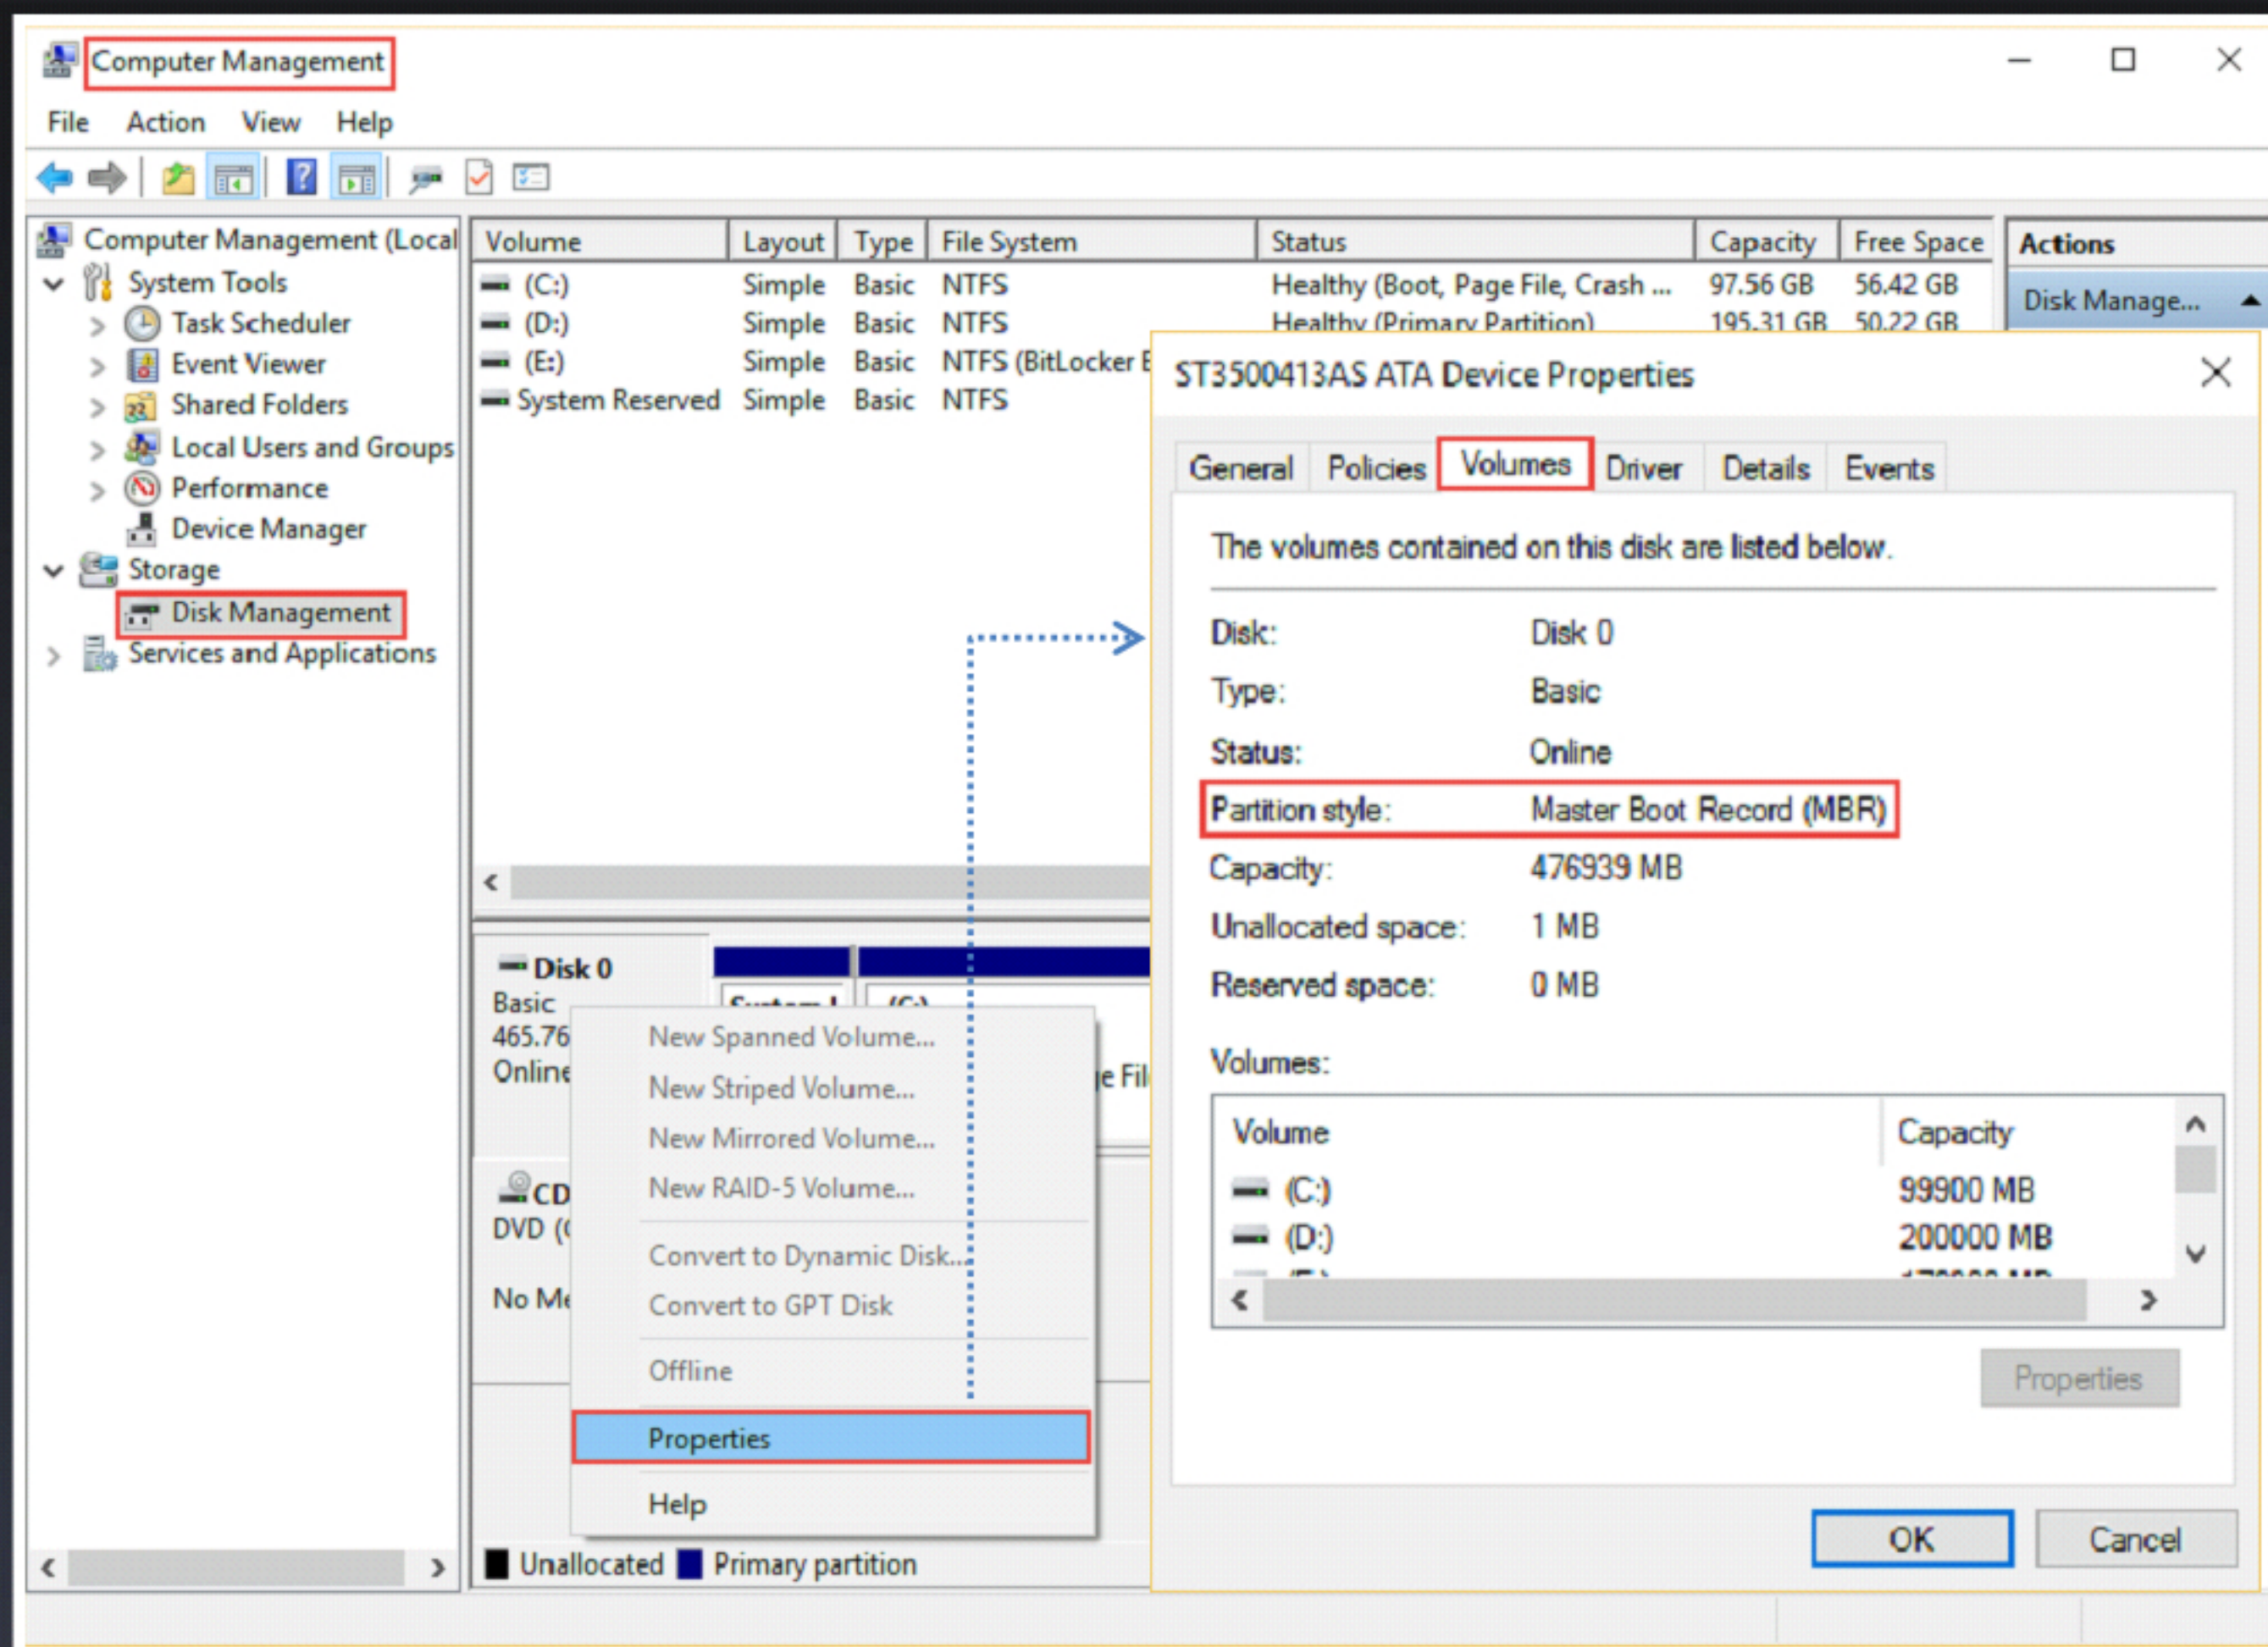 Computer Management
File Action View Help
Computer Management (Local
System Tools
Task Scheduler
Event Viewer
Shared Folders
Local Users and Groups
Performance
Device Manager
Storage
Disk Management
Services and Applications
Volume Layout Type File System Status Capacity Free Space
(C:) Simple Basic NTFS Healthy (Boot, Page File, Crash ... 97.56 GB 56.42 GB
(D:) Simple Basic NTFS Healthy (Primary Partition) 195.31 GB 50.22 GB
(E:) Simple Basic NTFS (BitLocker E
System Reserved Simple Basic NTFS
Actions
Disk Manage...
Disk 0
Basic
465.76
Online
(C:)
CD
DVD (
No Me
New Spanned Volume...
New Striped Volume...
New Mirrored Volume...
New RAID-5 Volume...
Convert to Dynamic Disk...
Convert to GPT Disk
Offline
Properties
Help
Unallocated Primary partition
ST3500413AS ATA Device Properties
General Policies Volumes Driver Details Events
The volumes contained on this disk are listed below.
Disk: Disk 0
Type: Basic
Status: Online
Partition style: Master Boot Record (MBR)
Capacity: 476939 MB
Unallocated space: 1 MB
Reserved space: 0 MB
Volumes:
Volume Capacity
(C:) 99900 MB
(D:) 200000 MB
Properties
OK Cancel